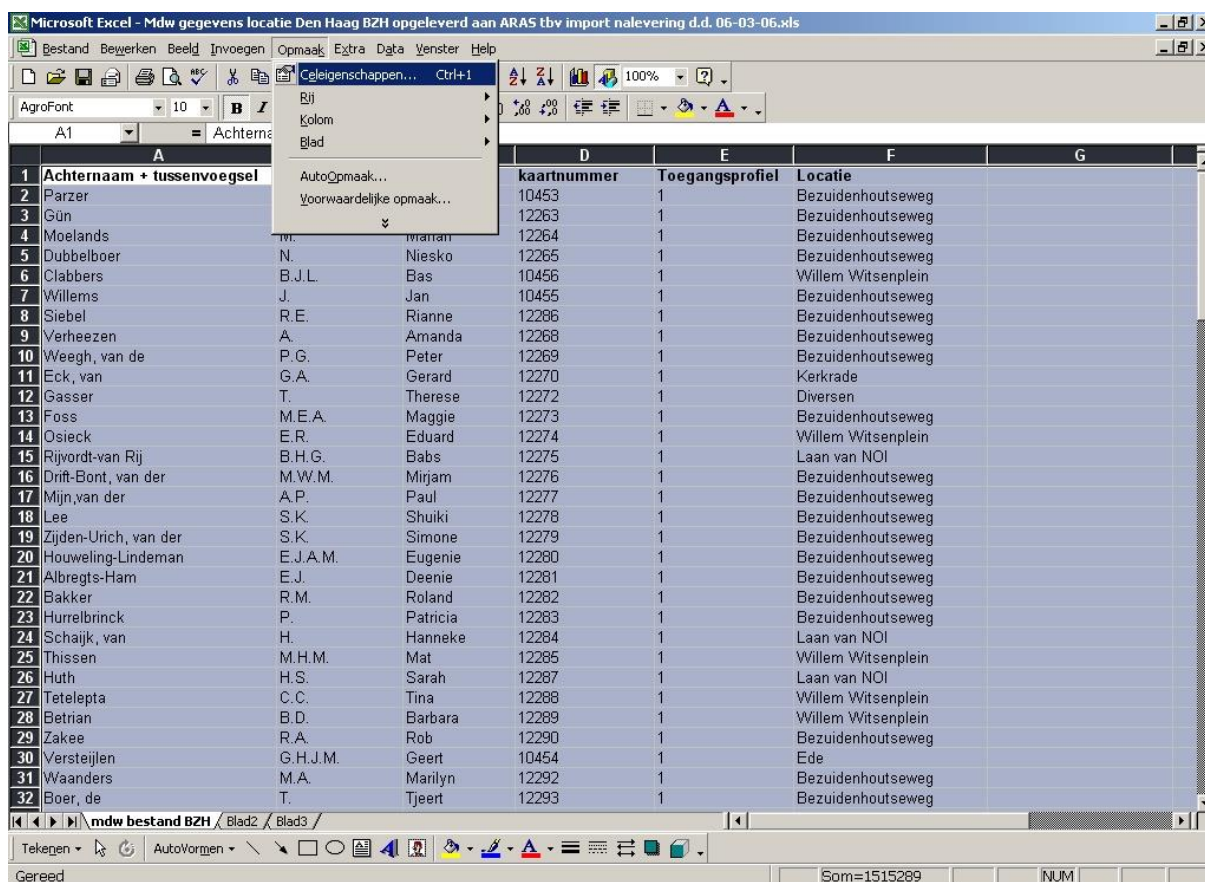 Microsoft Excel - Mdw gegevens locatie Den Haag BZH opgeleverd aan ARAS tbv import nalevering d.d. 06-03-06.xls
Bestand Bewerken Beeld Invoegen Opmaak Extra Data Venster Help
100%
AgroFont 10 B I
A1 = Achterna
Celeigenschappen... Ctrl+1
Rij
Kolom
Blad
AutoOpmaak...
Voorwaardelijke opmaak...
A D E F G
1 Achternaam + tussenvoegsel kaartnummer Toegangsprofiel Locatie
2 Parzer 10453 1 Bezuidenhoutseweg
3 Gün 12263 1 Bezuidenhoutseweg
4 Moelands M. Marian 12264 1 Bezuidenhoutseweg
5 Dubbelboer N. Niesko 12265 1 Bezuidenhoutseweg
6 Clabbers B.J.L. Bas 10456 1 Willem Witsenplein
7 Willems J. Jan 10455 1 Bezuidenhoutseweg
8 Siebel R.E. Rianne 12286 1 Bezuidenhoutseweg
9 Verheezen A. Amanda 12268 1 Bezuidenhoutseweg
10 Weegh, van de P.G. Peter 12269 1 Bezuidenhoutseweg
11 Eck, van G.A. Gerard 12270 1 Kerkrade
12 Gasser T. Therese 12272 1 Diversen
13 Foss M.E.A. Maggie 12273 1 Bezuidenhoutseweg
14 Osieck E.R. Eduard 12274 1 Willem Witsenplein
15 Rijvordt-van Rij B.H.G. Babs 12275 1 Laan van NOI
16 Drift-Bont, van der M.W.M. Mirjam 12276 1 Bezuidenhoutseweg
17 Mijn,van der A.P. Paul 12277 1 Bezuidenhoutseweg
18 Lee S.K. Shuiki 12278 1 Bezuidenhoutseweg
19 Zijden-Urich, van der S.K. Simone 12279 1 Bezuidenhoutseweg
20 Houweling-Lindeman E.J.A.M. Eugenie 12280 1 Bezuidenhoutseweg
21 Albregts-Ham E.J. Deenie 12281 1 Bezuidenhoutseweg
22 Bakker R.M. Roland 12282 1 Bezuidenhoutseweg
23 Hurrelbrinck P. Patricia 12283 1 Bezuidenhoutseweg
24 Schaijk, van H. Hanneke 12284 1 Laan van NOI
25 Thissen M.H.M. Mat 12285 1 Willem Witsenplein
26 Huth H.S. Sarah 12287 1 Laan van NOI
27 Tetelepta C.C. Tina 12288 1 Willem Witsenplein
28 Betrian B.D. Barbara 12289 1 Willem Witsenplein
29 Zakee R.A. Rob 12290 1 Bezuidenhoutseweg
30 Versteijlen G.H.J.M. Geert 10454 1 Ede
31 Waanders M.A. Marilyn 12292 1 Bezuidenhoutseweg
32 Boer, de T. Tjeert 12293 1 Bezuidenhoutseweg
mdw bestand BZH Blad2 Blad3
Tekenen AutoVormen
Gereed Som=1515289 NUM